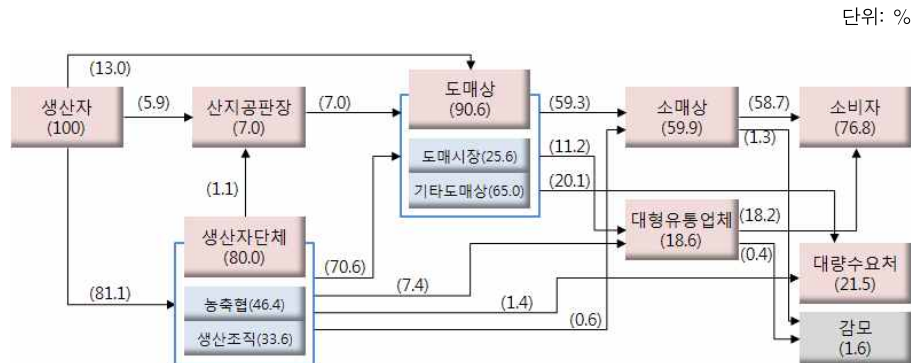 단위: %
(13.0)
생산자
(100)
(5.9)
산지공판장
(7.0)
(7.0)
도매상
(90.6)
도매시장(25.6)
기타도매상(65.0)
(59.3)
소매상
(59.9)
(58.7)
(1.3)
소비자
(76.8)
(11.2)
(20.1)
(1.1)
생산자단체
(80.0)
농축협(46.4)
생산조직(33.6)
(81.1)
(70.6)
(7.4)
(1.4)
(0.6)
대형유통업체
(18.6)
(18.2)
(0.4)
대량수요처
(21.5)
감모
(1.6)